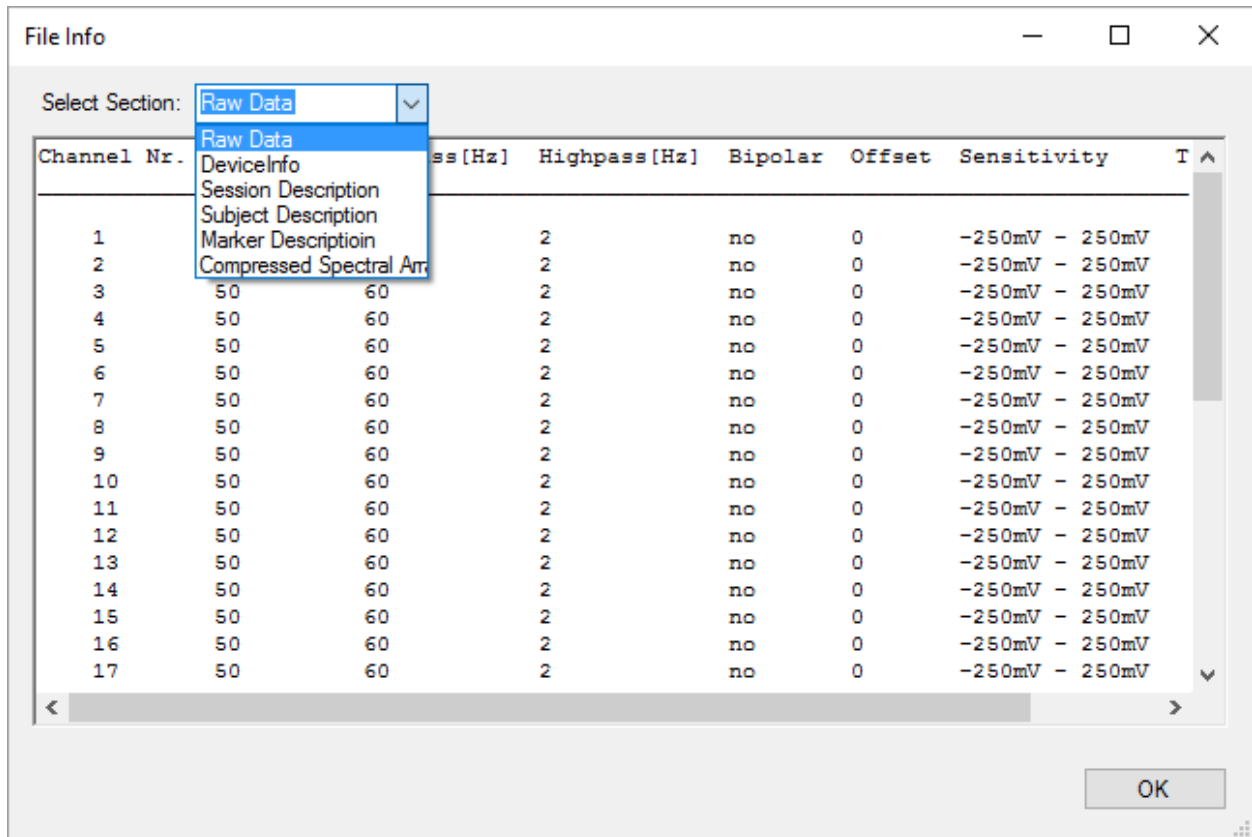 File Info
Select Section: Raw Data
Raw Data
DeviceInfo
Session Description
Subject Description
Marker Descriptioin
Compressed Spectral Arra
Channel Nr. ss[Hz] Highpass[Hz] Bipolar Offset Sensitivity T
1 2 no 0 -250mV - 250mV
2 2 no 0 -250mV - 250mV
3 50 60 2 no 0 -250mV - 250mV
4 50 60 2 no 0 -250mV - 250mV
5 50 60 2 no 0 -250mV - 250mV
6 50 60 2 no 0 -250mV - 250mV
7 50 60 2 no 0 -250mV - 250mV
8 50 60 2 no 0 -250mV - 250mV
9 50 60 2 no 0 -250mV - 250mV
10 50 60 2 no 0 -250mV - 250mV
11 50 60 2 no 0 -250mV - 250mV
12 50 60 2 no 0 -250mV - 250mV
13 50 60 2 no 0 -250mV - 250mV
14 50 60 2 no 0 -250mV - 250mV
15 50 60 2 no 0 -250mV - 250mV
16 50 60 2 no 0 -250mV - 250mV
17 50 60 2 no 0 -250mV - 250mV
OK